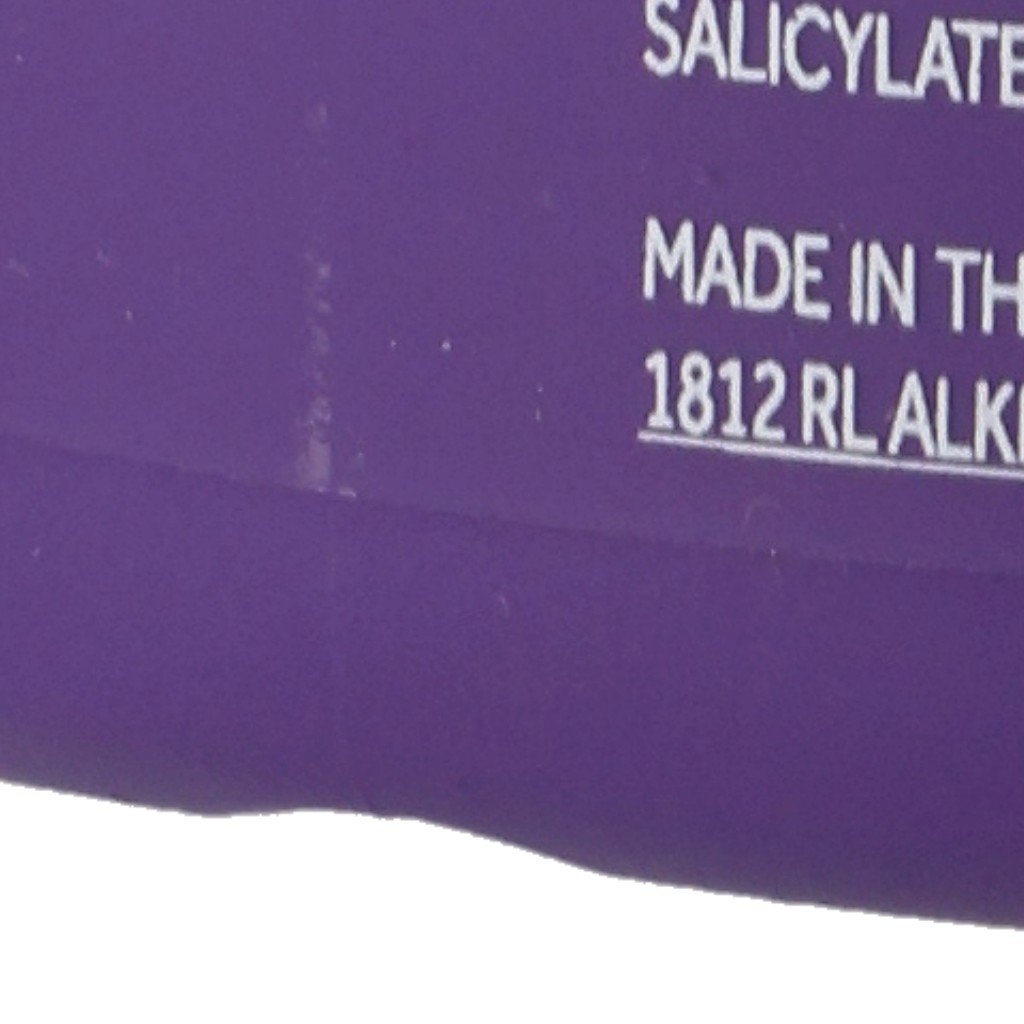 SALICYLATE
MADE IN TH
1812 RL ALK